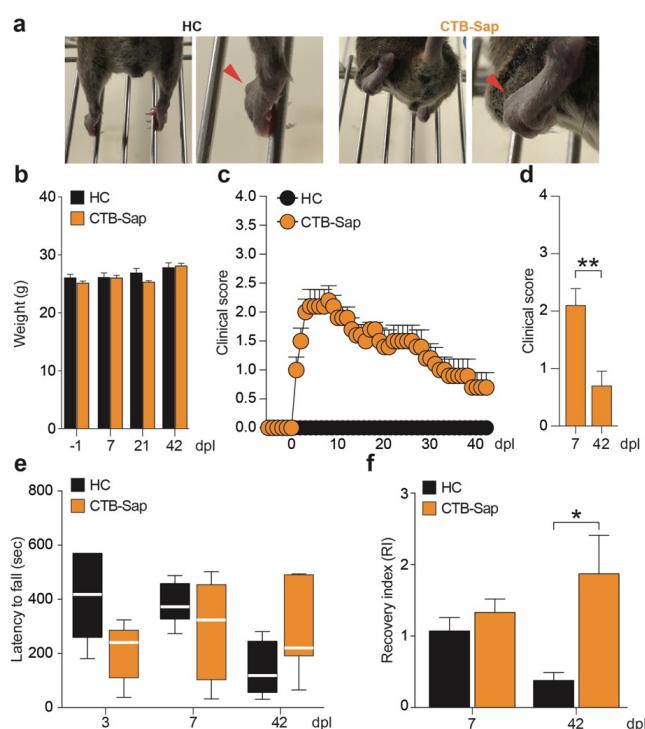 a
HC
CTB-Sap
b
HC
CTB-Sap
Weight (g)
40
30
20
10
0
-1 7 21 42 dpl
c
HC
CTB-Sap
Clinical score
4.0
3.5
3.0
2.5
2.0
1.5
1.0
0.5
0.0
0 10 20 30 40 dpl
d
Clinical score
4
3
2
1
0
**
7 42 dpl
e
HC
CTB-Sap
Latency to fall (sec)
800
600
400
200
0
3 7 42 dpl
f
HC
CTB-Sap
Recovery index (RI)
3
2
1
0
*
7 42 dpl